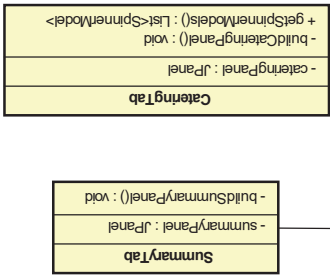 SummaryTab
- summaryPanel : JPanel
- buildSummaryPanel() : void
CateringTab
- cateringPanel : JPanel
- buildCateringPanel() : void
+ getSpinnerModels() : List<SpinnerModel>